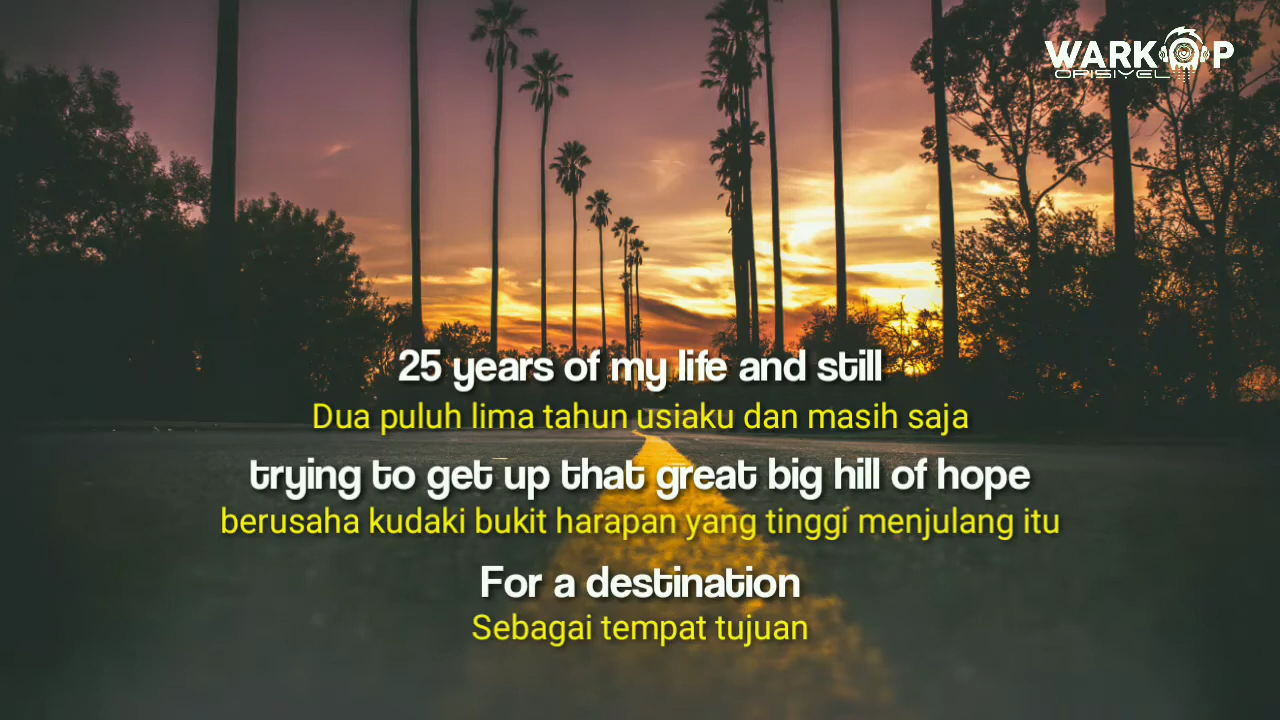 WARKOP
OPISIYEL
25 years of my life and still
Dua puluh lima tahun usiaku dan masih saja
trying to get up that great big hill of hope
berusaha kudaki bukit harapan yang tinggi menjulang itu
For a destination
Sebagai tempat tujuan